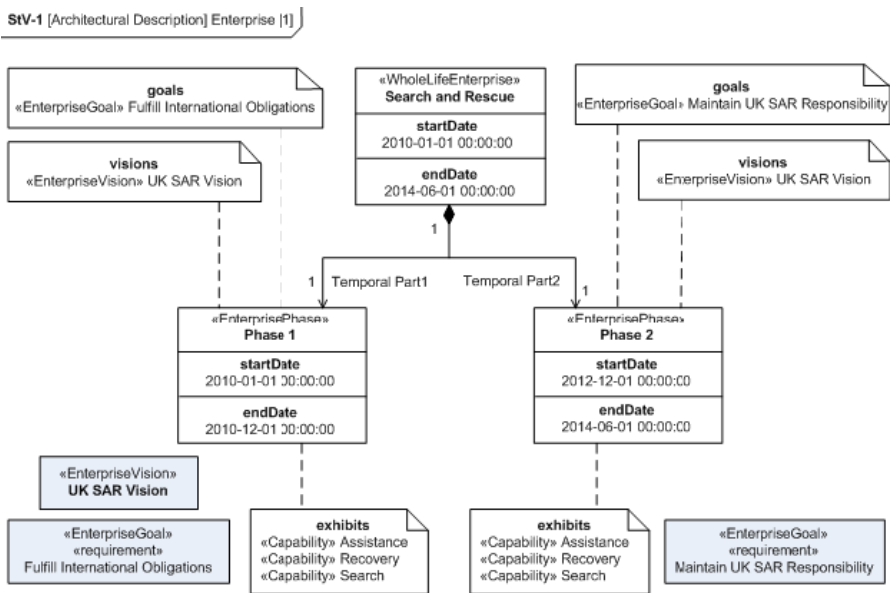 StV-1 [Architectural Description] Enterprise [1]
goals
«EnterpriseGoal» Fulfill International Obligations
visions
«EnterpriseVision» UK SAR Vision
«WholeLifeEnterprise»
Search and Rescue
startDate
2010-01-01 00:00:00
endDate
2014-06-01 00:00:00
goals
«EnterpriseGoal» Maintain UK SAR Responsibility
visions
«EnterpriseVision» UK SAR Vision
1
1
Temporal Part1
Temporal Part2
1
«EnterprisePhase»
Phase 1
startDate
2010-01-01 00:00:00
endDate
2010-12-01 00:00:00
«EnterprisePhase»
Phase 2
startDate
2012-12-01 00:00:00
endDate
2014-06-01 00:00:00
«EnterpriseVision»
UK SAR Vision
«EnterpriseGoal»
«requirement»
Fulfill International Obligations
exhibits
«Capability» Assistance
«Capability» Recovery
«Capability» Search
exhibits
«Capability» Assistance
«Capability» Recovery
«Capability» Search
«EnterpriseGoal»
«requirement»
Maintain UK SAR Responsibility